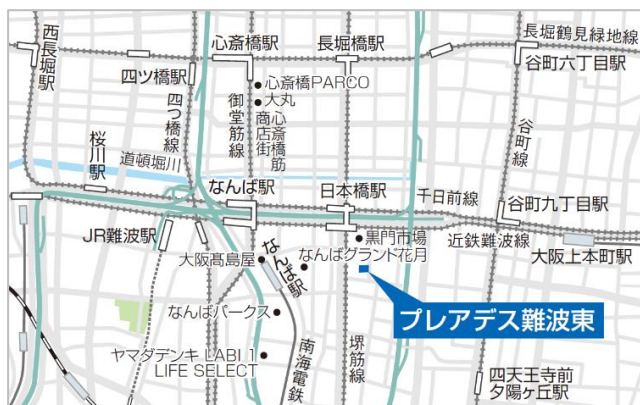 心斎橋駅
長堀橋駅
長堀鶴見緑地線
西長堀駅
四ツ橋駅
谷町六丁目駅
心斎橋PARCO
大丸
心斎橋筋
商店街
御堂筋線
四つ橋線
谷町線
桜川駅
道頓堀川
なんば駅
日本橋駅
千日前線
谷町九丁目駅
JR難波駅
黒門市場
近鉄難波線
大阪上本町駅
大阪髙島屋
なんば駅
なんばグランド花月
プレアデス難波東
なんばパークス
ヤマダデンキ LABI 1
LIFE SELECT
南海電鉄
堺筋線
四天王寺前
夕陽ヶ丘駅